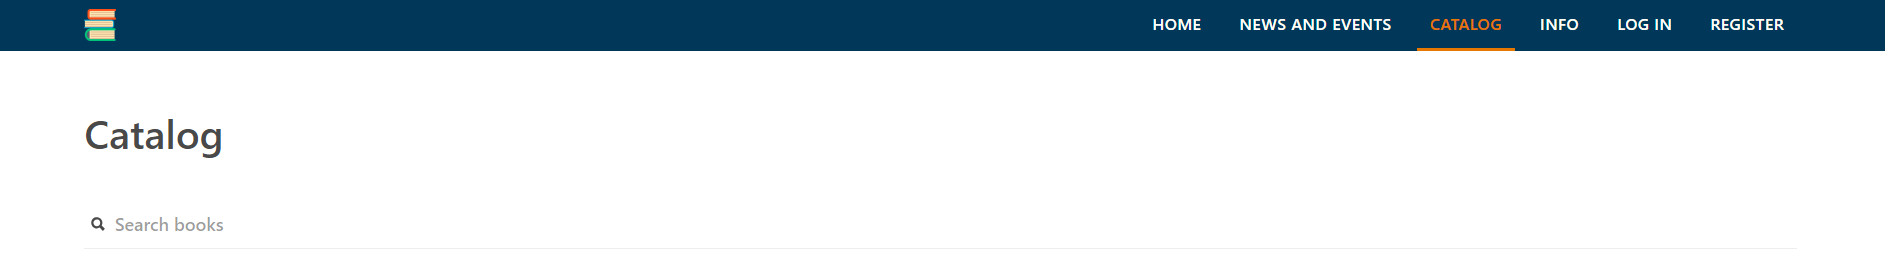 HOME NEWS AND EVENTS CATALOG INFO LOG IN REGISTER
Catalog
Search books